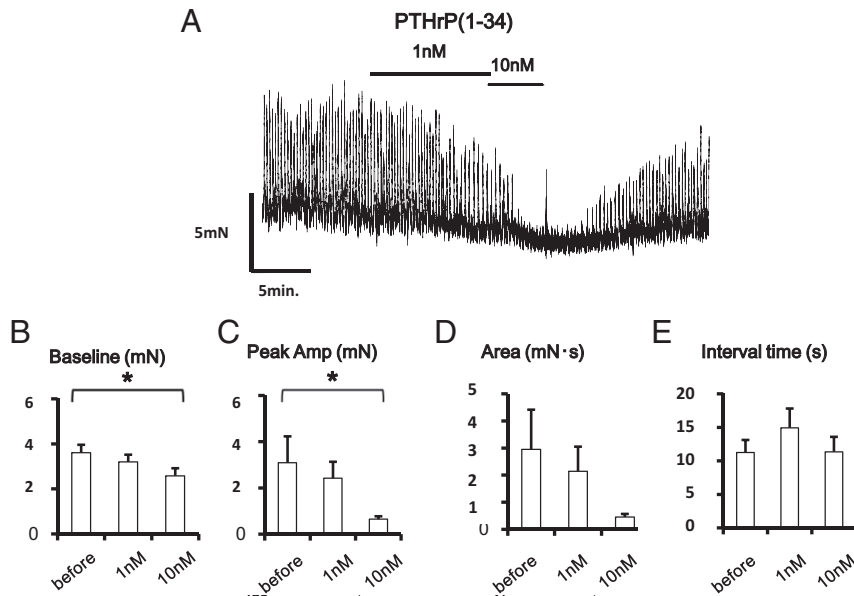 A
PTHrP(1-34)
1nM
10nM
5mN
5min.
B
Baseline (mN)
*
6
4
2
0
before
1nM
10nM
C
Peak Amp (mN)
*
6
4
2
0
before
1nM
10nM
D
Area (mN·s)
5
4
3
2
1
0
before
1nM
10nM
E
Interval time (s)
20
15
10
5
0
before
1nM
10nM